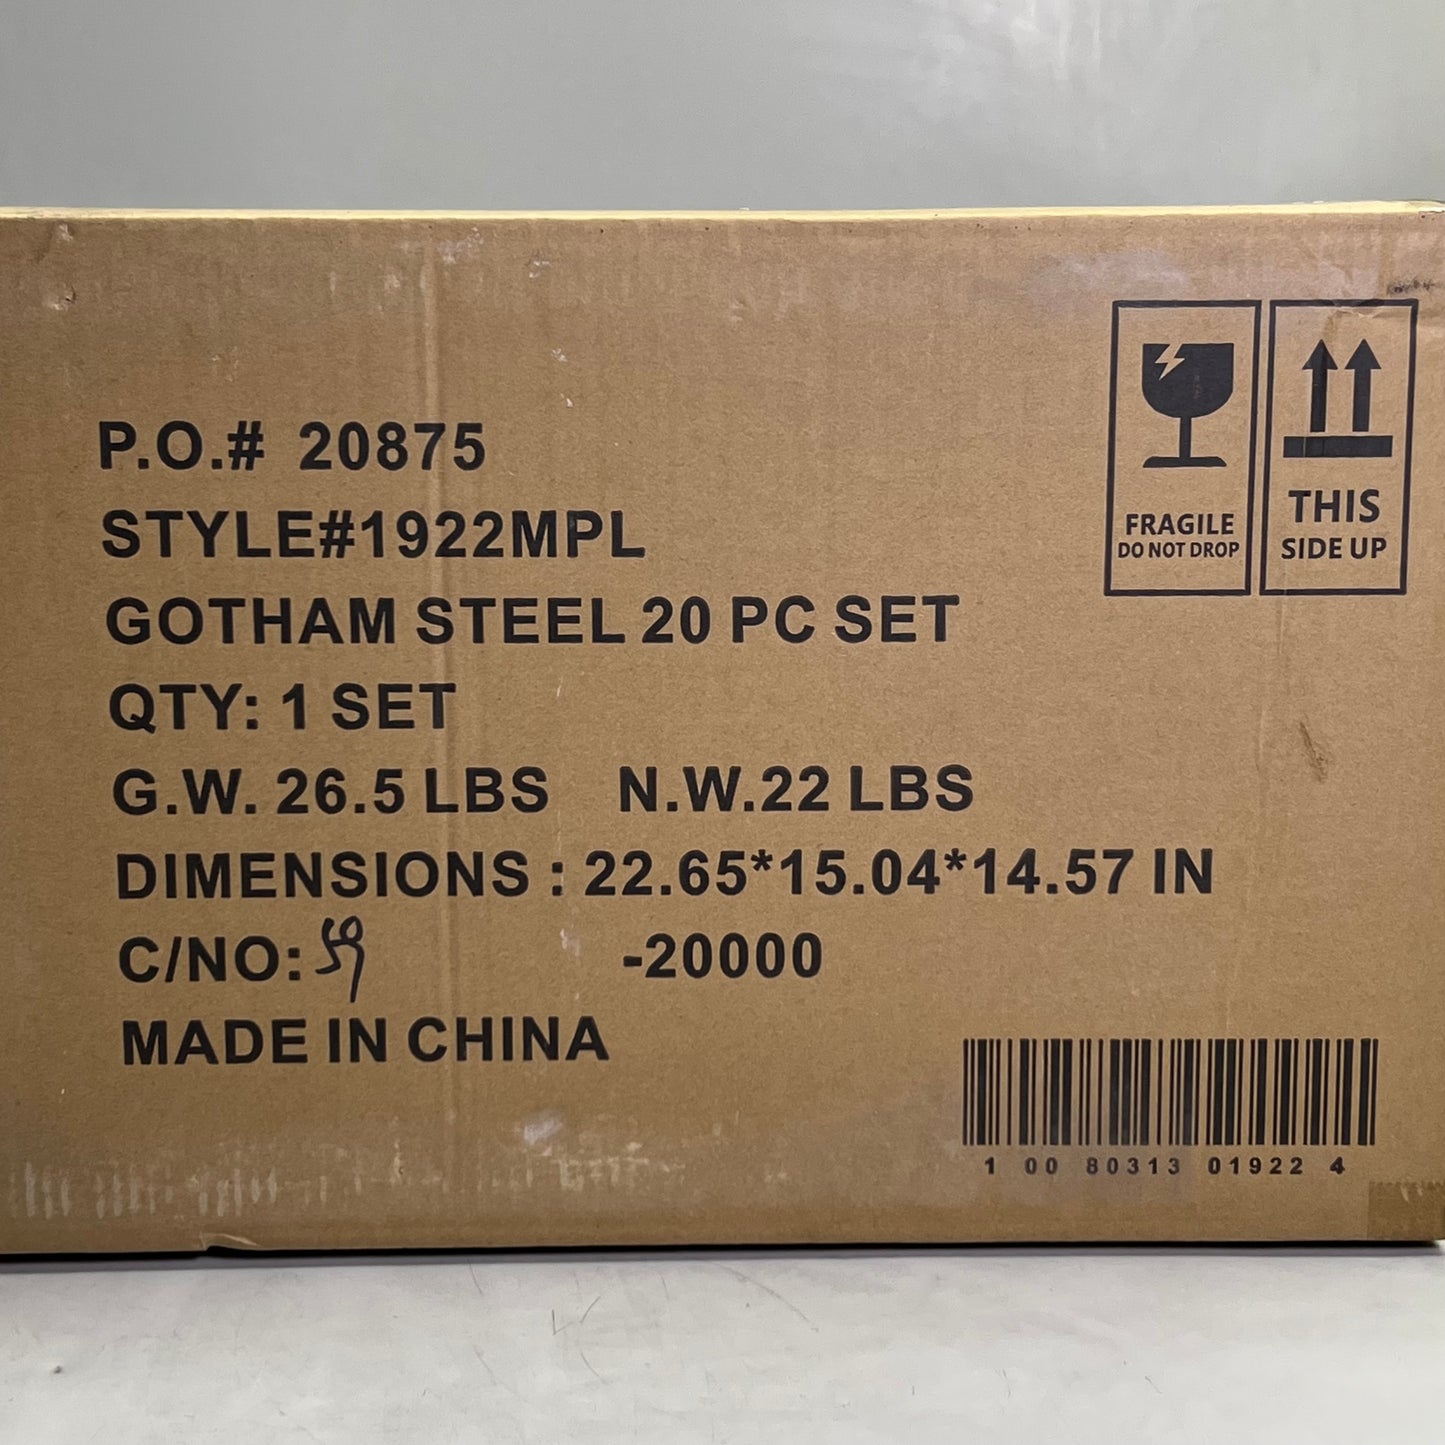 P.O.# 20875
STYLE#1922MPL
GOTHAM STEEL 20 PC SET
QTY: 1 SET
G.W. 26.5 LBS N.W.22 LBS
DIMENSIONS : 22.65*15.04*14.57 IN
C/NO: 59 -20000
MADE IN CHINA
FRAGILE
DO NOT DROP
THIS
SIDE UP
1 00 80313 01922 4